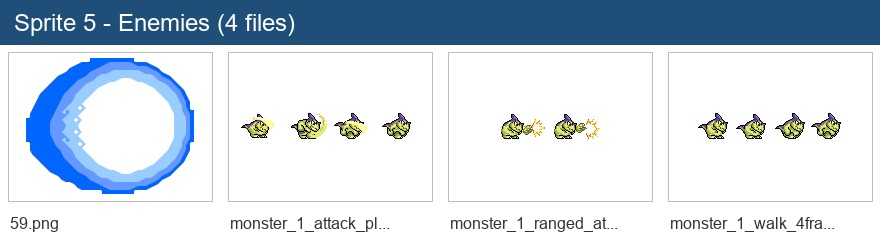 Sprite 5 - Enemies (4 files)
59.png
monster_1_attack_pl...
monster_1_ranged_at...
monster_1_walk_4fra...